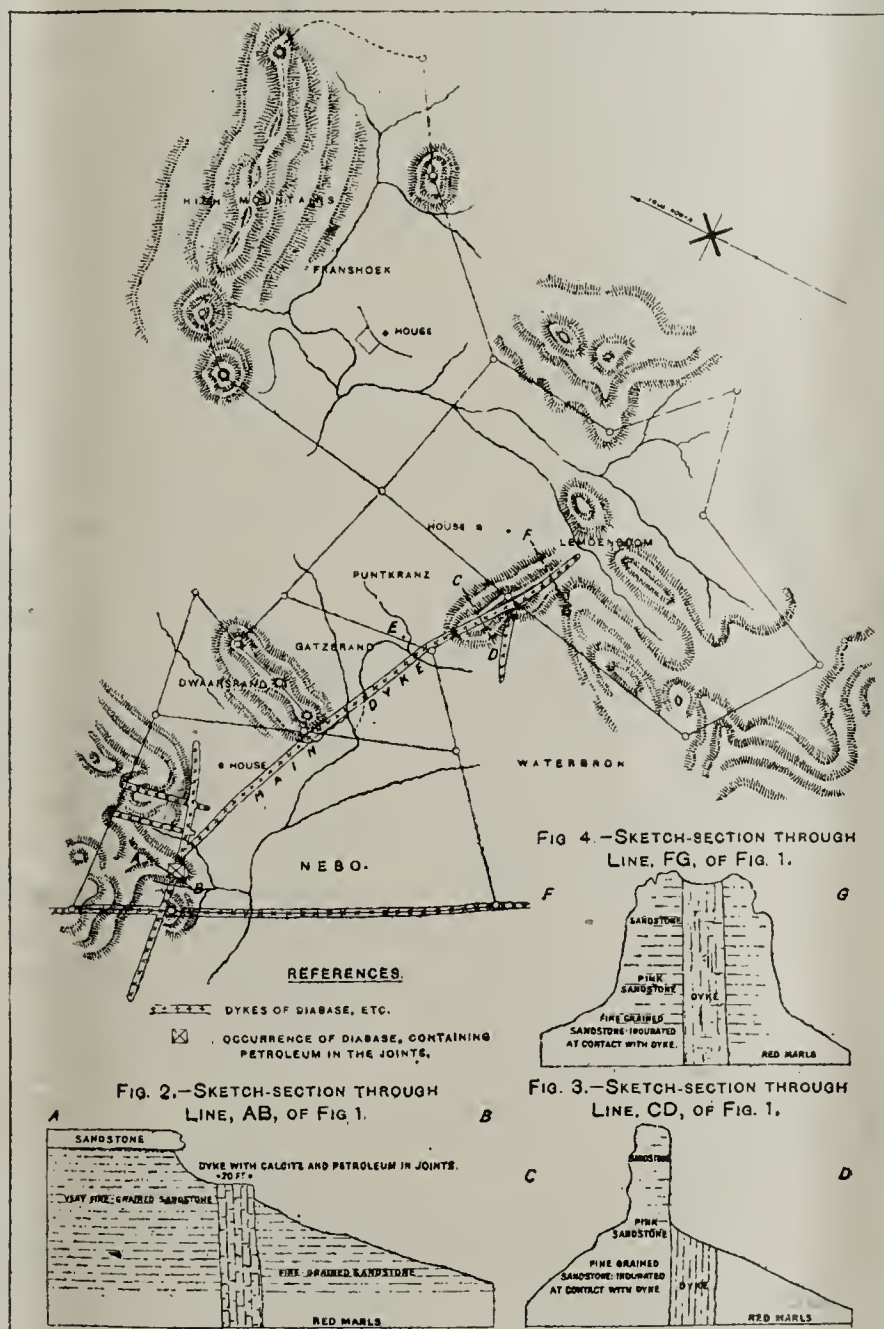 TRUE NORTH
HIGH MOUNTAINS
FRANSHOEK
HOUSE
HOUSE
F
LEMOENBOOM
PUNTKRANZ
C
E.
GATZERAND
D
DWAARSRAND
MAIN DYKE
HOUSE
WATERBRON
A
B
NEBO.
REFERENCES.
DYKES OF DIABASE, ETC.
OCCURRENCE OF DIABASE, CONTAINING
PETROLEUM IN THE JOINTS.
FIG 4.—SKETCH-SECTION THROUGH
LINE, FG, OF FIG. 1.
F
G
SANDSTONE
PINK
SANDSTONE
DYKE
FINE GRAINED
SANDSTONE: INDURATED
AT CONTACT WITH DYKE.
RED MARLS
FIG. 2.—SKETCH-SECTION THROUGH
LINE, AB, OF FIG 1.
A
B
SANDSTONE
DYKE WITH CALCITE AND PETROLEUM IN JOINTS.
20 FT
VERY FINE-GRAINED SANDSTONE
FINE-GRAINED SANDSTONE
RED MARLS
FIG. 3.—SKETCH-SECTION THROUGH
LINE, CD, OF FIG. 1.
C
D
SANDSTONE
PINK
SANDSTONE
FINE GRAINED
SANDSTONE: INDURATED
AT CONTACT WITH DYKE
DYKE
RED MARLS